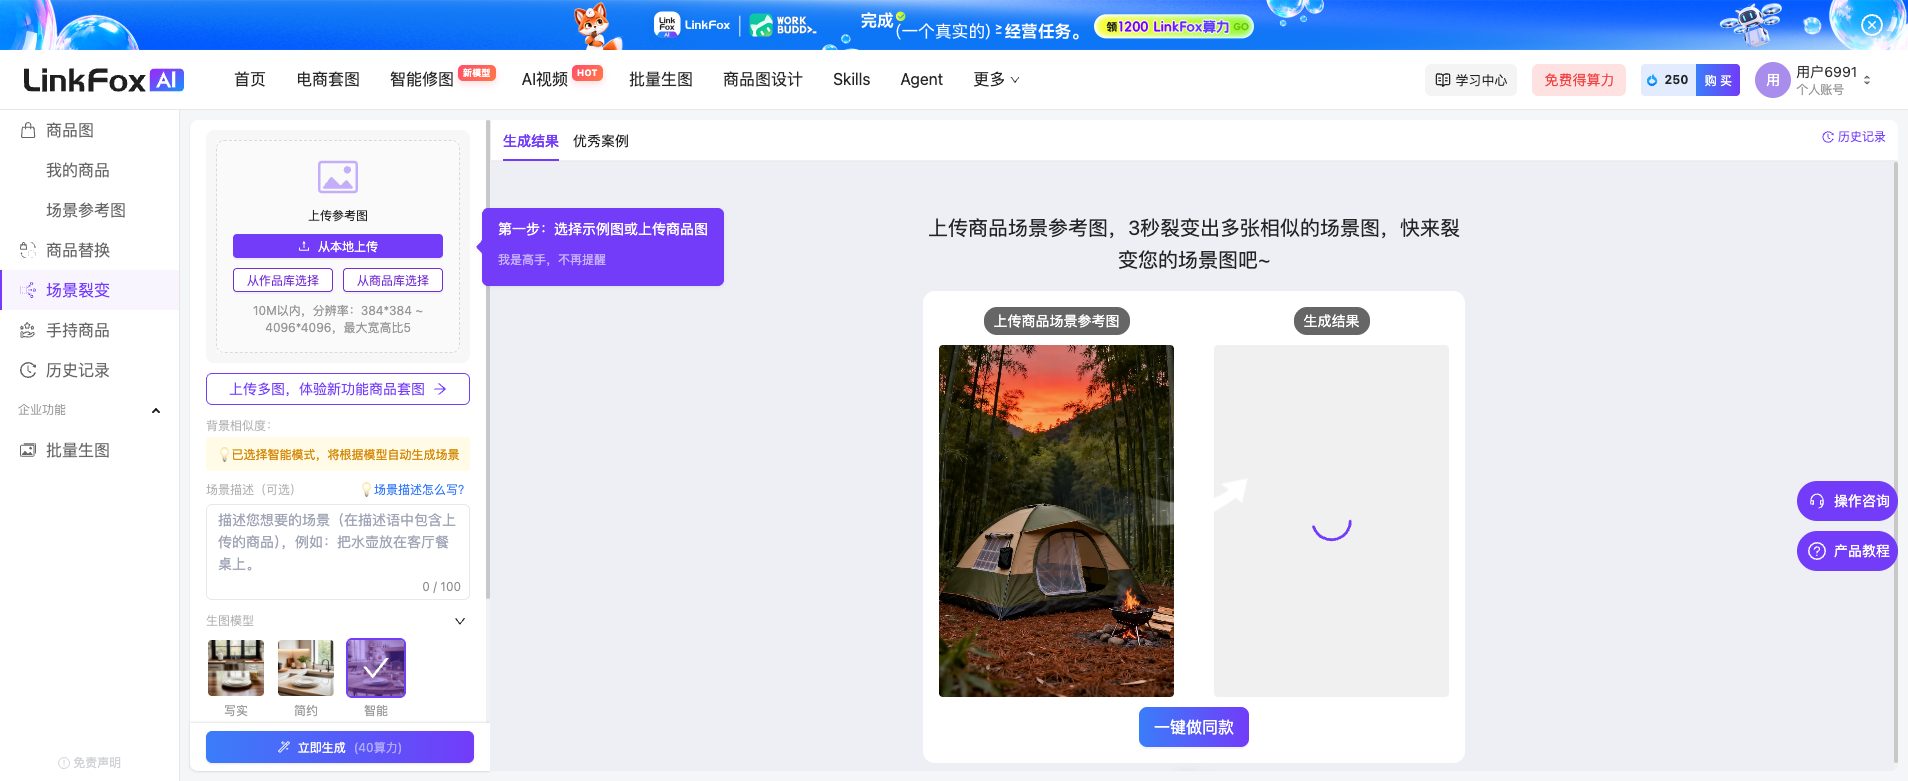 Link Fox AI
LinkFox
WORK BUDD>_
完成
(一个真实的)
经营任务。
领1200 LinkFox算力 GO
LinkFox AI
首页
电商套图
智能修图
新模型
AI视频
HOT
批量生图
商品图设计
Skills
Agent
更多
学习中心
免费得算力
250
购 买
用
用户6991
个人账号
商品图
我的商品
场景参考图
商品替换
场景裂变
手持商品
历史记录
企业功能
批量生图
免责声明
上传参考图
从本地上传
从作品库选择
从商品库选择
10M以内，分辨率：384*384 ~
4096*4096，最大宽高比5
上传多图，体验新功能商品套图
背景相似度：
已选择智能模式，将根据模型自动生成场景
场景描述（可选）
场景描述怎么写?
描述您想要的场景（在描述语中包含上
传的商品），例如：把水壶放在客厅餐
桌上。
0 / 100
生图模型
写实
简约
智能
立即生成 (40算力)
第一步：选择示例图或上传商品图
我是高手，不再提醒
生成结果
优秀案例
历史记录
上传商品场景参考图，3秒裂变出多张相似的场景图，快来裂
变您的场景图吧~
上传商品场景参考图
生成结果
一键做同款
操作咨询
产品教程